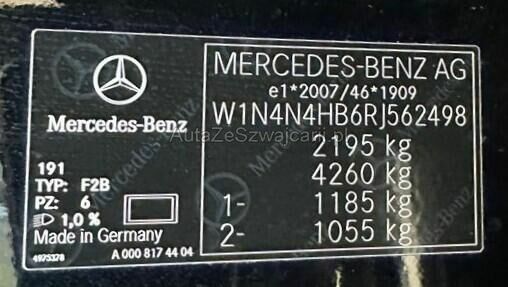 Mercedes-Benz
191
TYP: F2B
PZ: 6
1,0 %
Made in Germany
4975378
A 000 817 44 04
MERCEDES-BENZ AG
e1*2007/46*1909
W1N4N4HB6RJ562498
AutaZeSzwajcarii.pl
2195 kg
4260 kg
1- 1185 kg
2- 1055 kg